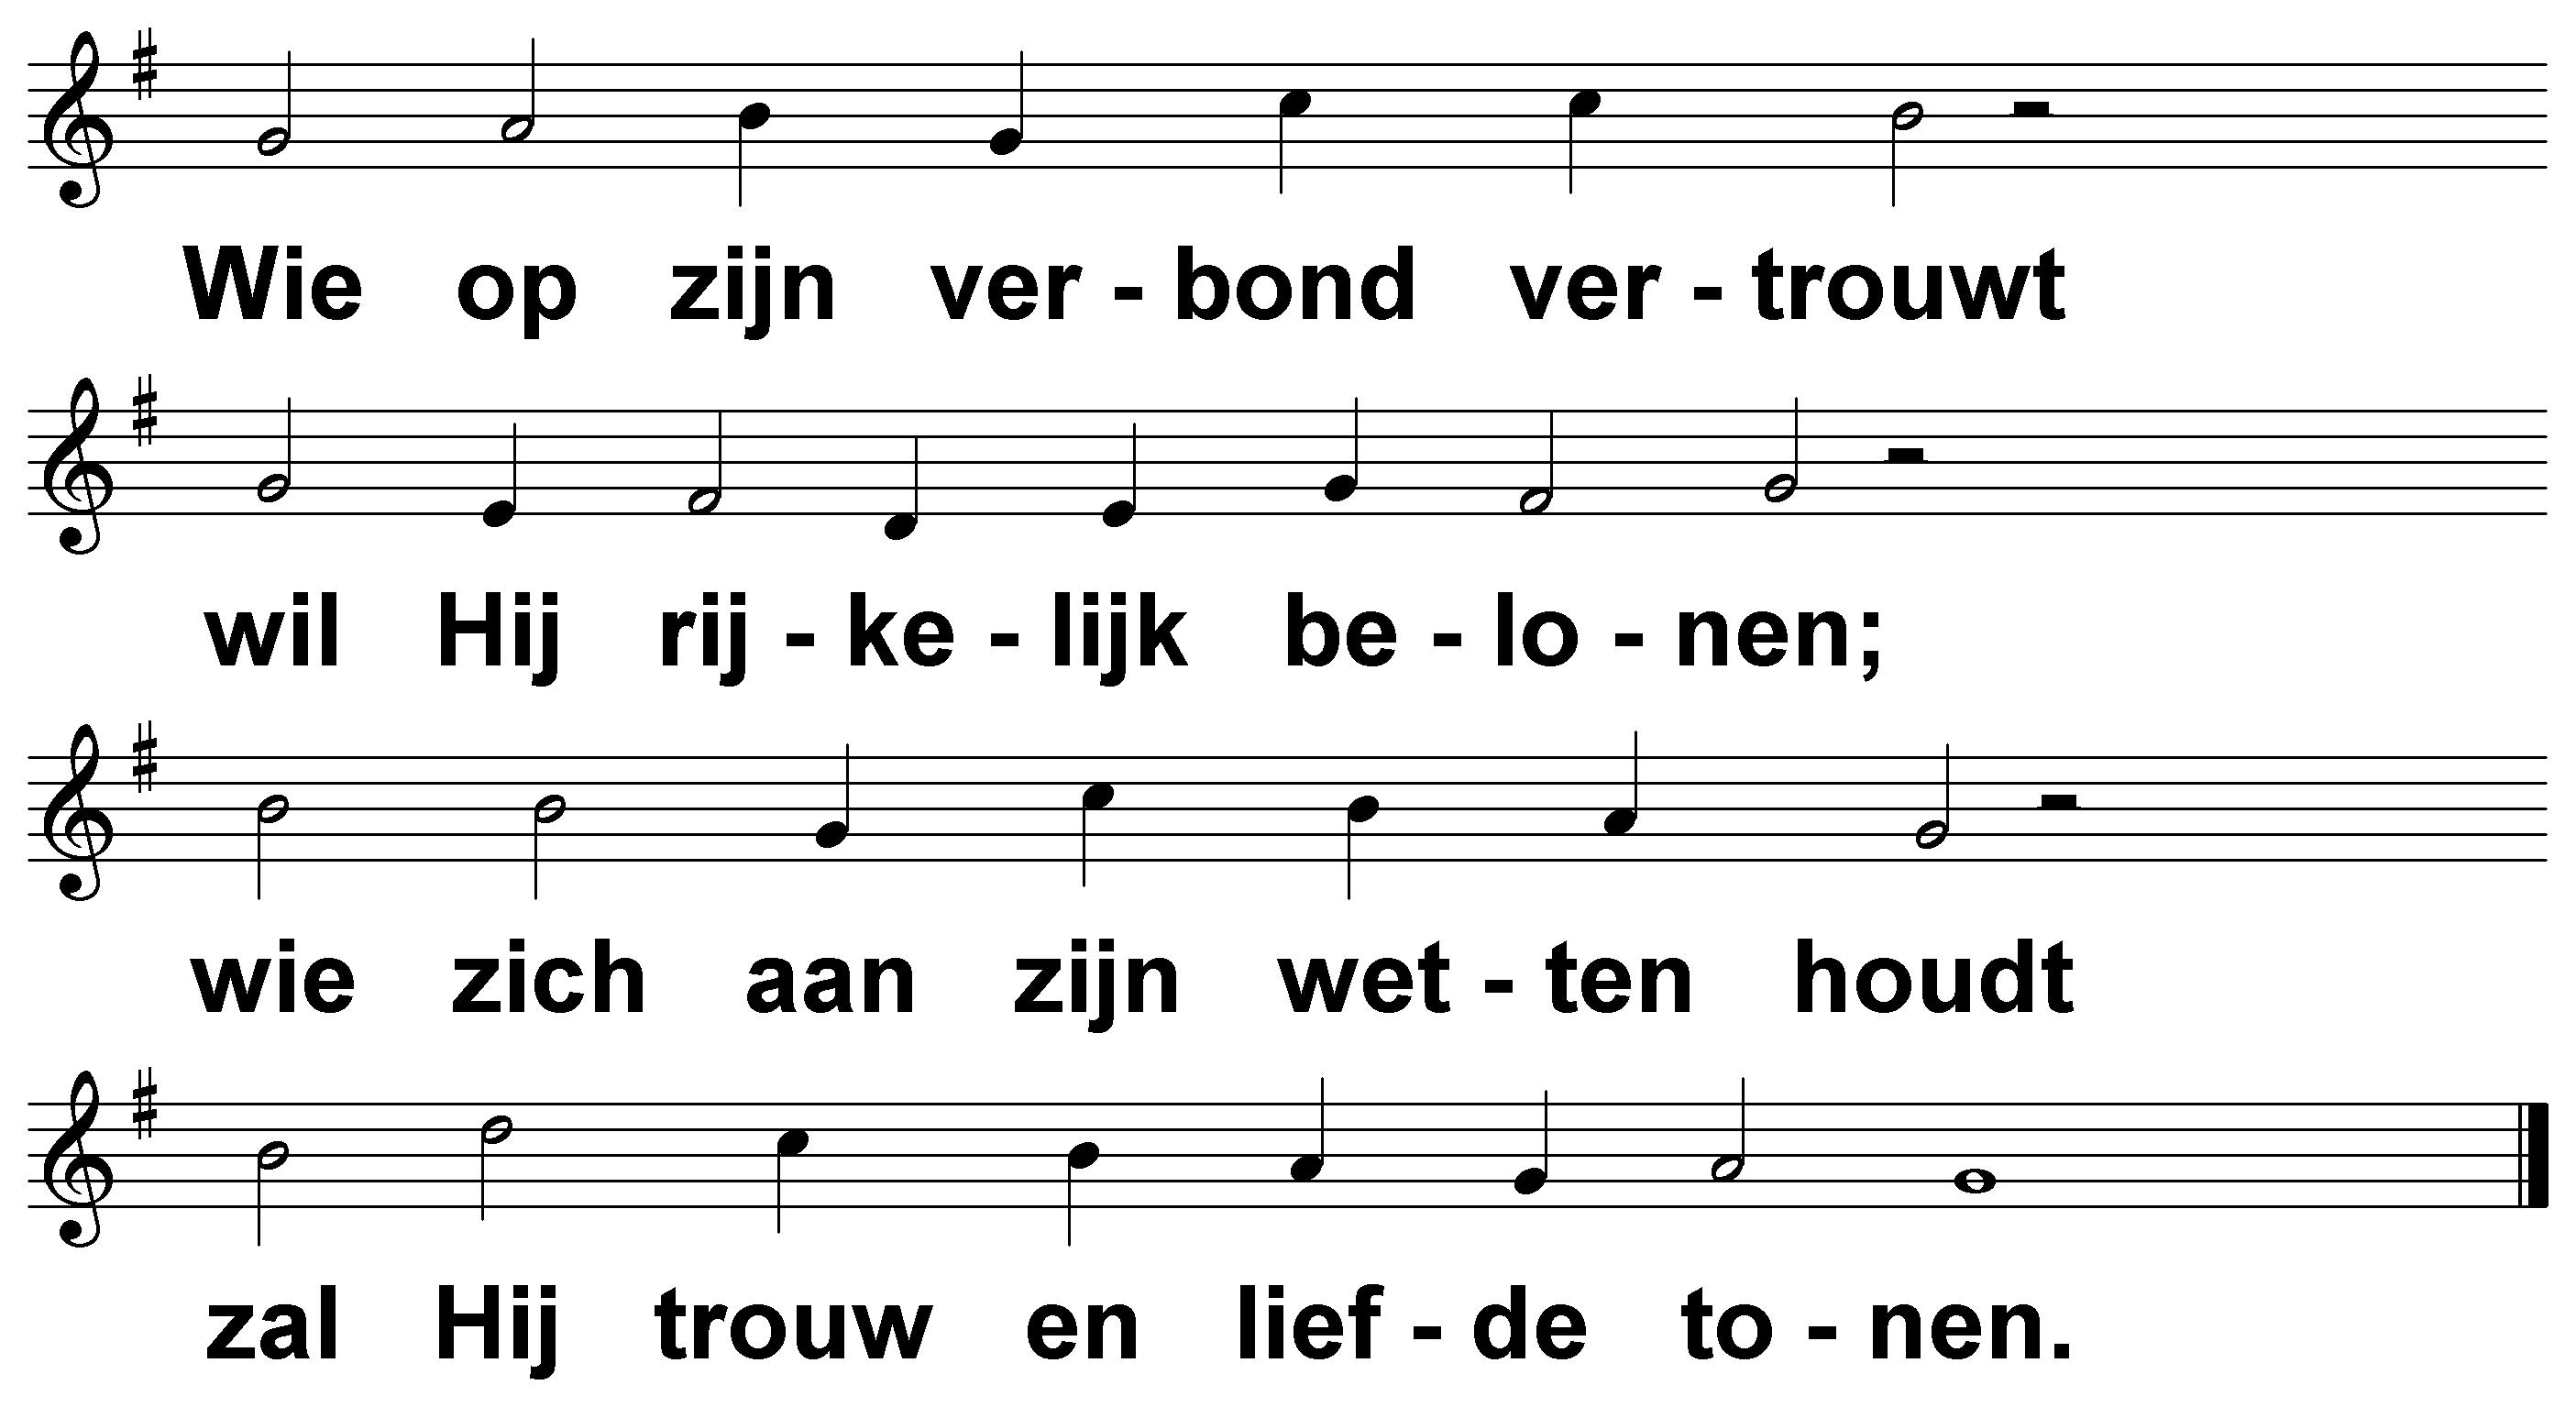 Wie op zijn ver - bond ver - trouwt
wil Hij rij - ke - lijk be - lo - nen;
wie zich aan zijn wet - ten houdt
zal Hij trouw en lief - de to - nen.